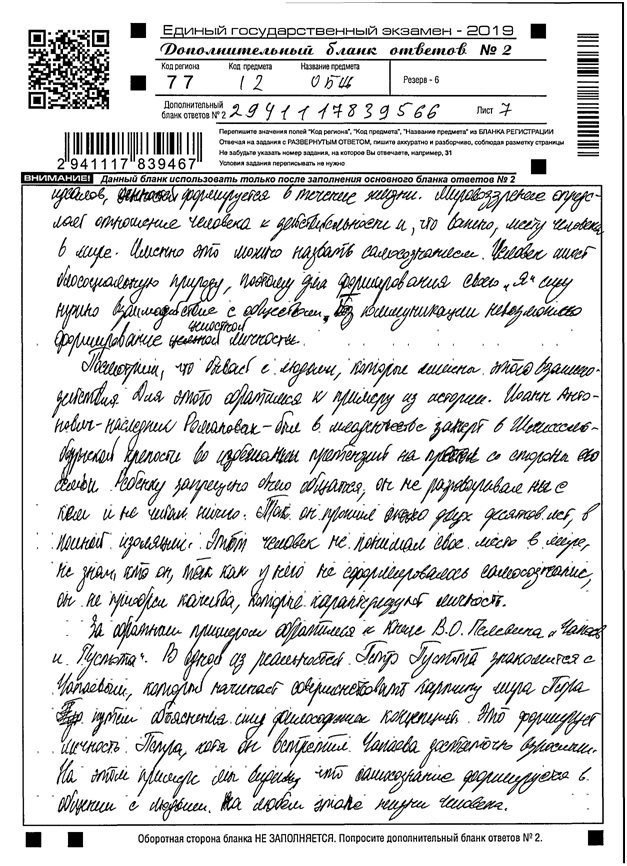 Единый государственный экзамен - 2019
Дополнительный бланк ответов № 2
Код региона Код предмета Название предмета
77 12 ОБЩ Резерв - 6
Дополнительный
бланк ответов № 2 2941117839566 Лист 7
Перепишите значения полей "Код региона", "Код предмета", "Название предмета" из БЛАНКА РЕГИСТРАЦИИ
Отвечая на задания с РАЗВЕРНУТЫМ ОТВЕТОМ, пишите аккуратно и разборчиво, соблюдая разметку страницы
Не забудьте указать номер задания, на которое Вы отвечаете, например, 31
Условия задания переписывать не нужно
2941117839467
ВНИМАНИЕ! Данный бланк использовать только после заполнения основного бланка ответов № 2
идеалов, формируется в течение жизни. Мировоззрение опреде-
ляет отношение человека к действительности и, что важно, месту человека
в мире. Именно это можно назвать самосознанием. Человек имеет
биосоциальную природу, поэтому для формирования своего „Я" ему
нужно взаимодействие с обществом, без коммуникации невозможно
формирование целостной личности.
Посмотрим, что бывает с людьми, которые лишены этого взаимо-
действия. Для этого обратимся к примеру из истории. Иоанн Анто-
нович-наследник Романовых-был в младенчестве заперт в Шлиссель-
бургской крепости во избежание претензий на престол со стороны его
семьи. Ребенку запрещено было общаться, он не разговаривал ни с
кем и не читал ничего. Так он прожил около двух десятков лет, в
полной изоляции. Этот человек не понимал свое место в мире,
не знал, кто он, так как у него не сформировалось самосознание,
он не приобрел качества, которые характеризуют личность.
За обратным примером обратимся к книге В.О. Пелевина „Чапаев
и Пустота". В одной из реальностей Петр Пустота знакомится с
Чапаевым, который начинает совершенствовать картину мира Петра
путем объяснения ему философских концепций. Это формирует
личность Петра, хотя он встретил Чапаева достаточно взрослым.
На этом примере мы видим, что самосознание формируется в
общении с людьми на любом этапе жизни человека.
Оборотная сторона бланка НЕ ЗАПОЛНЯЕТСЯ. Попросите дополнительный бланк ответов № 2.